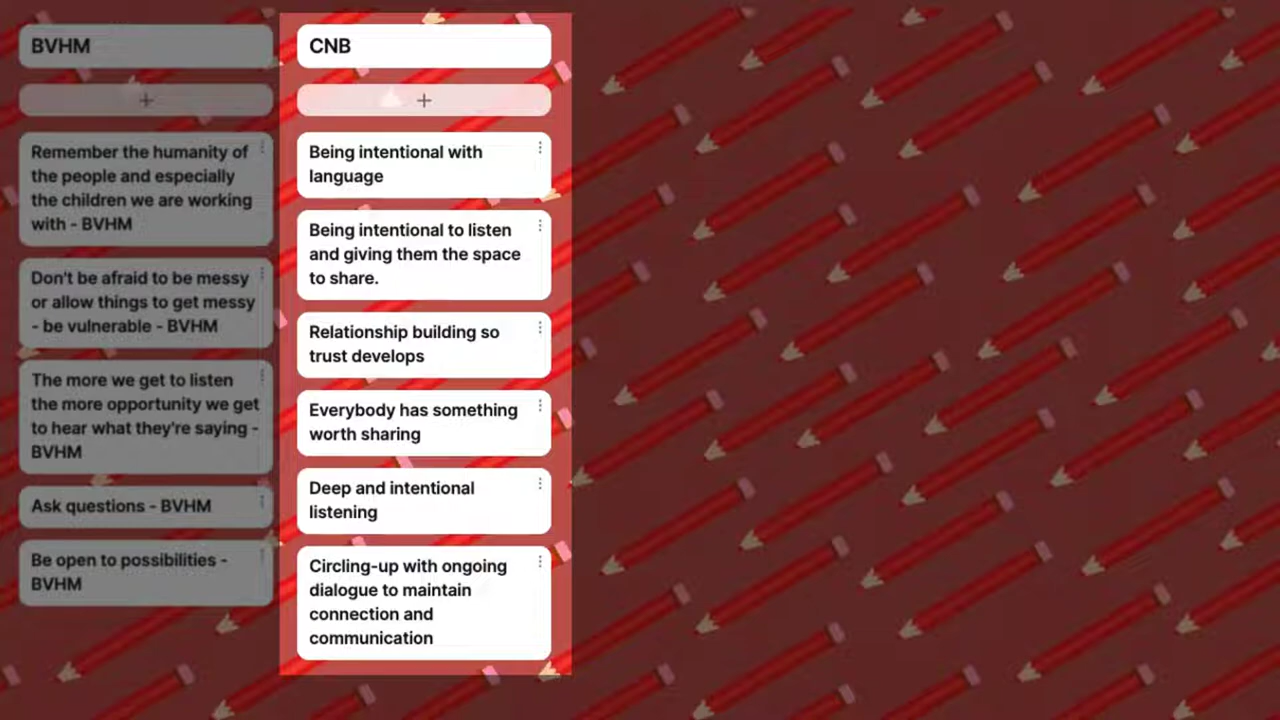 BVHM
+
Remember the humanity of
the people and especially
the children we are working
with - BVHM
Don't be afraid to be messy
or allow things to get messy
- be vulnerable - BVHM
The more we get to listen
the more opportunity we get
to hear what they're saying -
BVHM
Ask questions - BVHM
Be open to possibilities -
BVHM
CNB
+
Being intentional with
language
Being intentional to listen
and giving them the space
to share.
Relationship building so
trust develops
Everybody has something
worth sharing
Deep and intentional
listening
Circling-up with ongoing
dialogue to maintain
connection and
communication